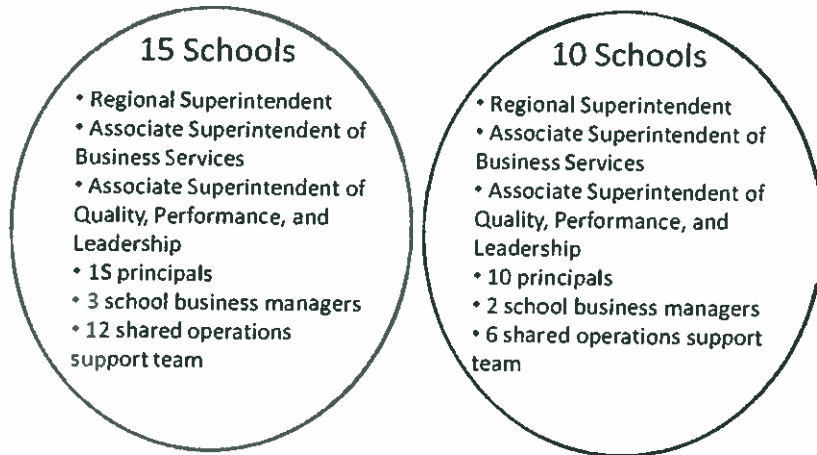 15 Schools
• Regional Superintendent
• Associate Superintendent of
Business Services
• Associate Superintendent of
Quality, Performance, and
Leadership
• 15 principals
• 3 school business managers
• 12 shared operations
support team
10 Schools
• Regional Superintendent
• Associate Superintendent of
Business Services
• Associate Superintendent of
Quality, Performance, and
Leadership
• 10 principals
• 2 school business managers
• 6 shared operations support
team